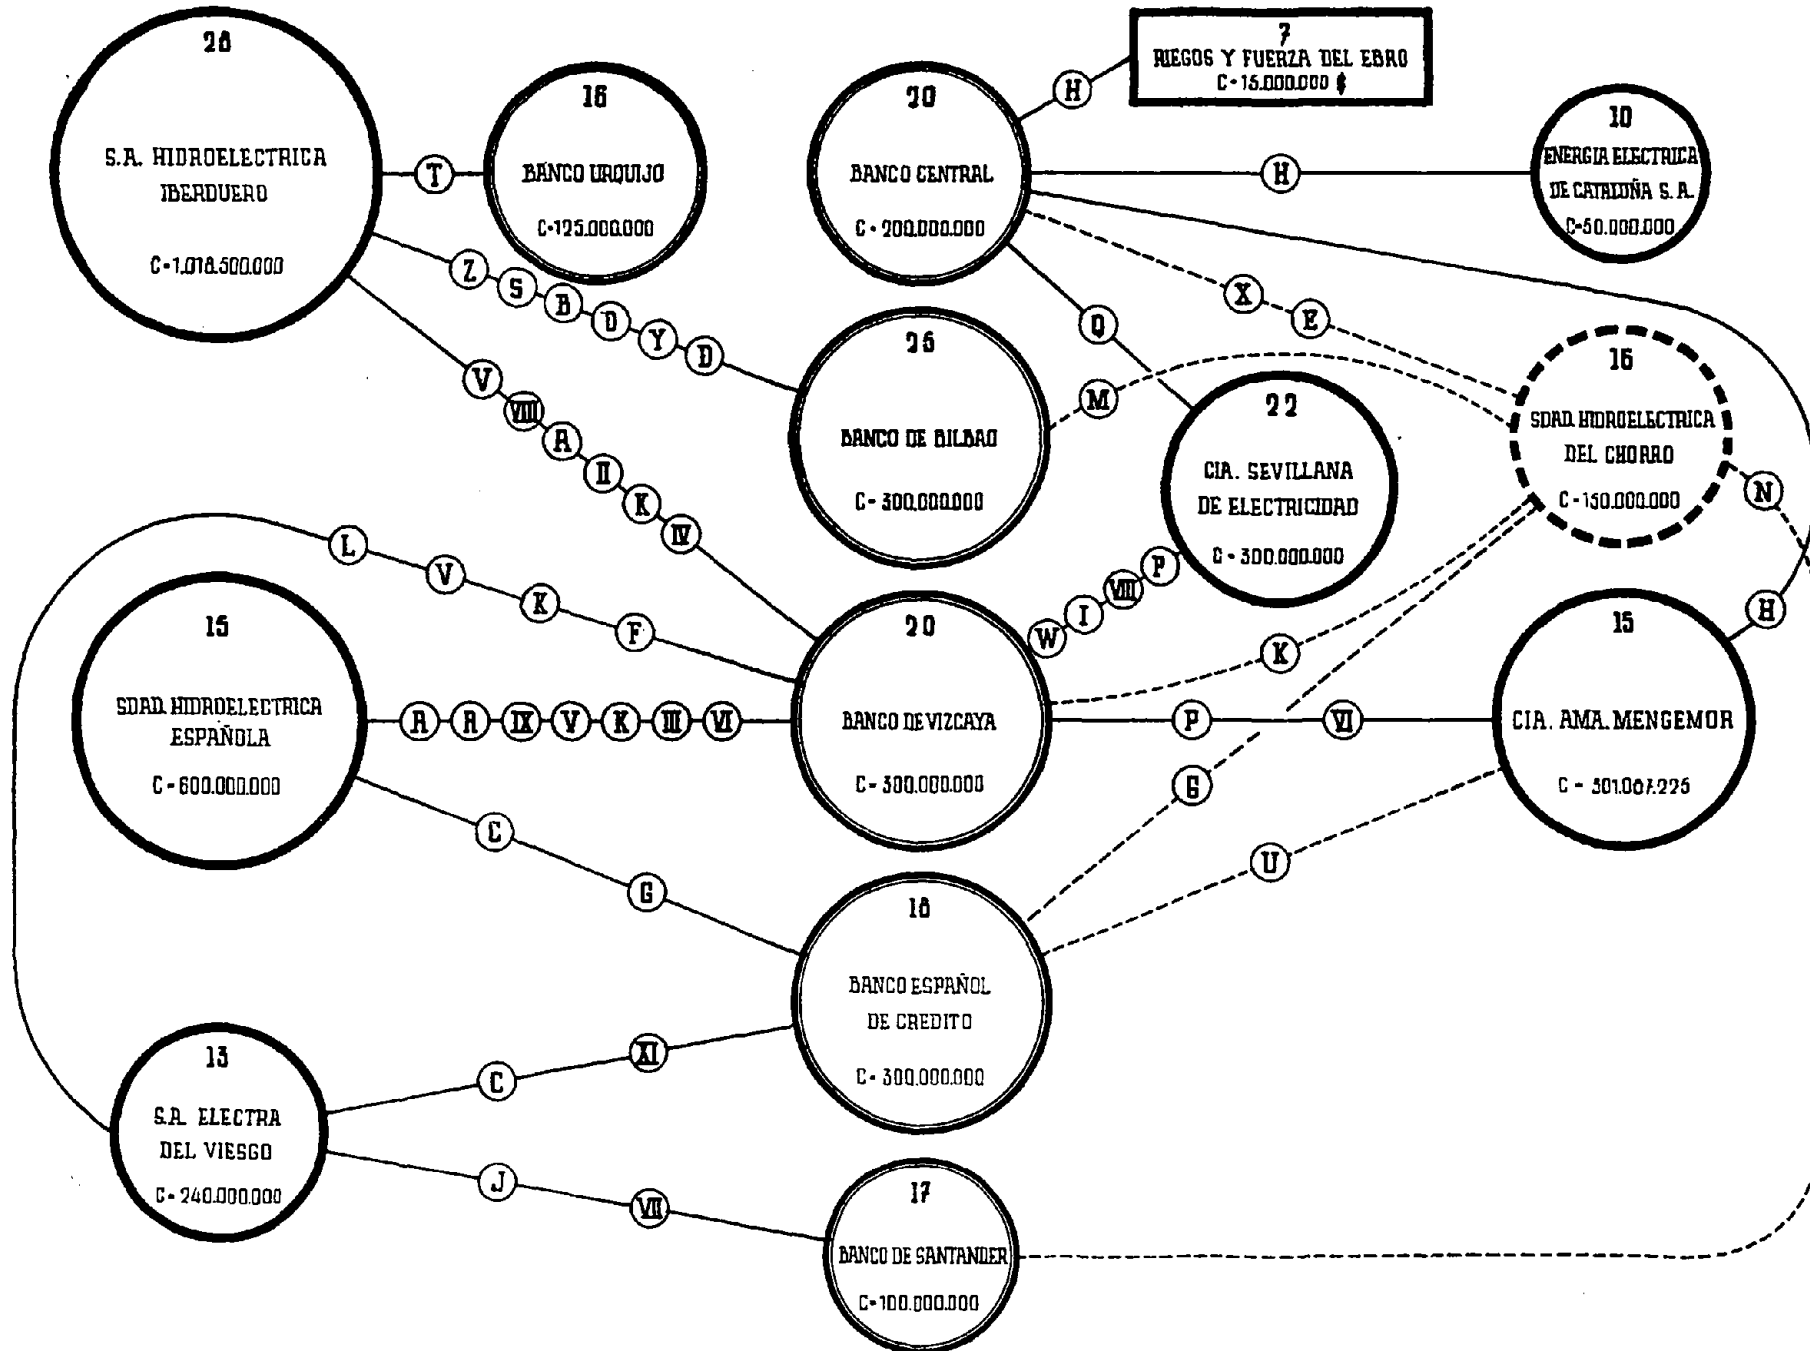 28
S.A. HIDROELECTRICA
IBERDUERO
C-1.018.500.000
T
16
BANCO URQUIJO
C-125.000.000
20
BANCO CENTRAL
C-200.000.000
H
7
RIEGOS Y FUERZA DEL EBRO
C-15.000.000 $
H
10
ENERGIA ELECTRICA
DE CATALUÑA S.A.
C-50.000.000
Z
S
B
D
Y
D
X
E
Q
25
BANCO DE BILBAO
C-300.000.000
M
22
CIA. SEVILLANA
DE ELECTRICIDAD
C-300.000.000
16
SDAD. HIDROELECTRICA
DEL CHORRO
C-150.000.000
N
V
VIII
A
II
K
IV
L
V
K
F
W
I
VIII
P
H
15
SDAD. HIDROELECTRICA
ESPAÑOLA
C-600.000.000
A
A
IX
V
K
III
VI
20
BANCO DE VIZCAYA
C-300.000.000
K
P
VI
15
CIA. AMA. MENGEMOR
G
U
C
G
18
BANCO ESPAÑOL
DE CREDITO
C-300.000.000
13
S.A. ELECTRA
DEL VIESGO
C-240.000.000
C
XI
J
VII
17
BANCO DE SANTANDER
C-100.000.000